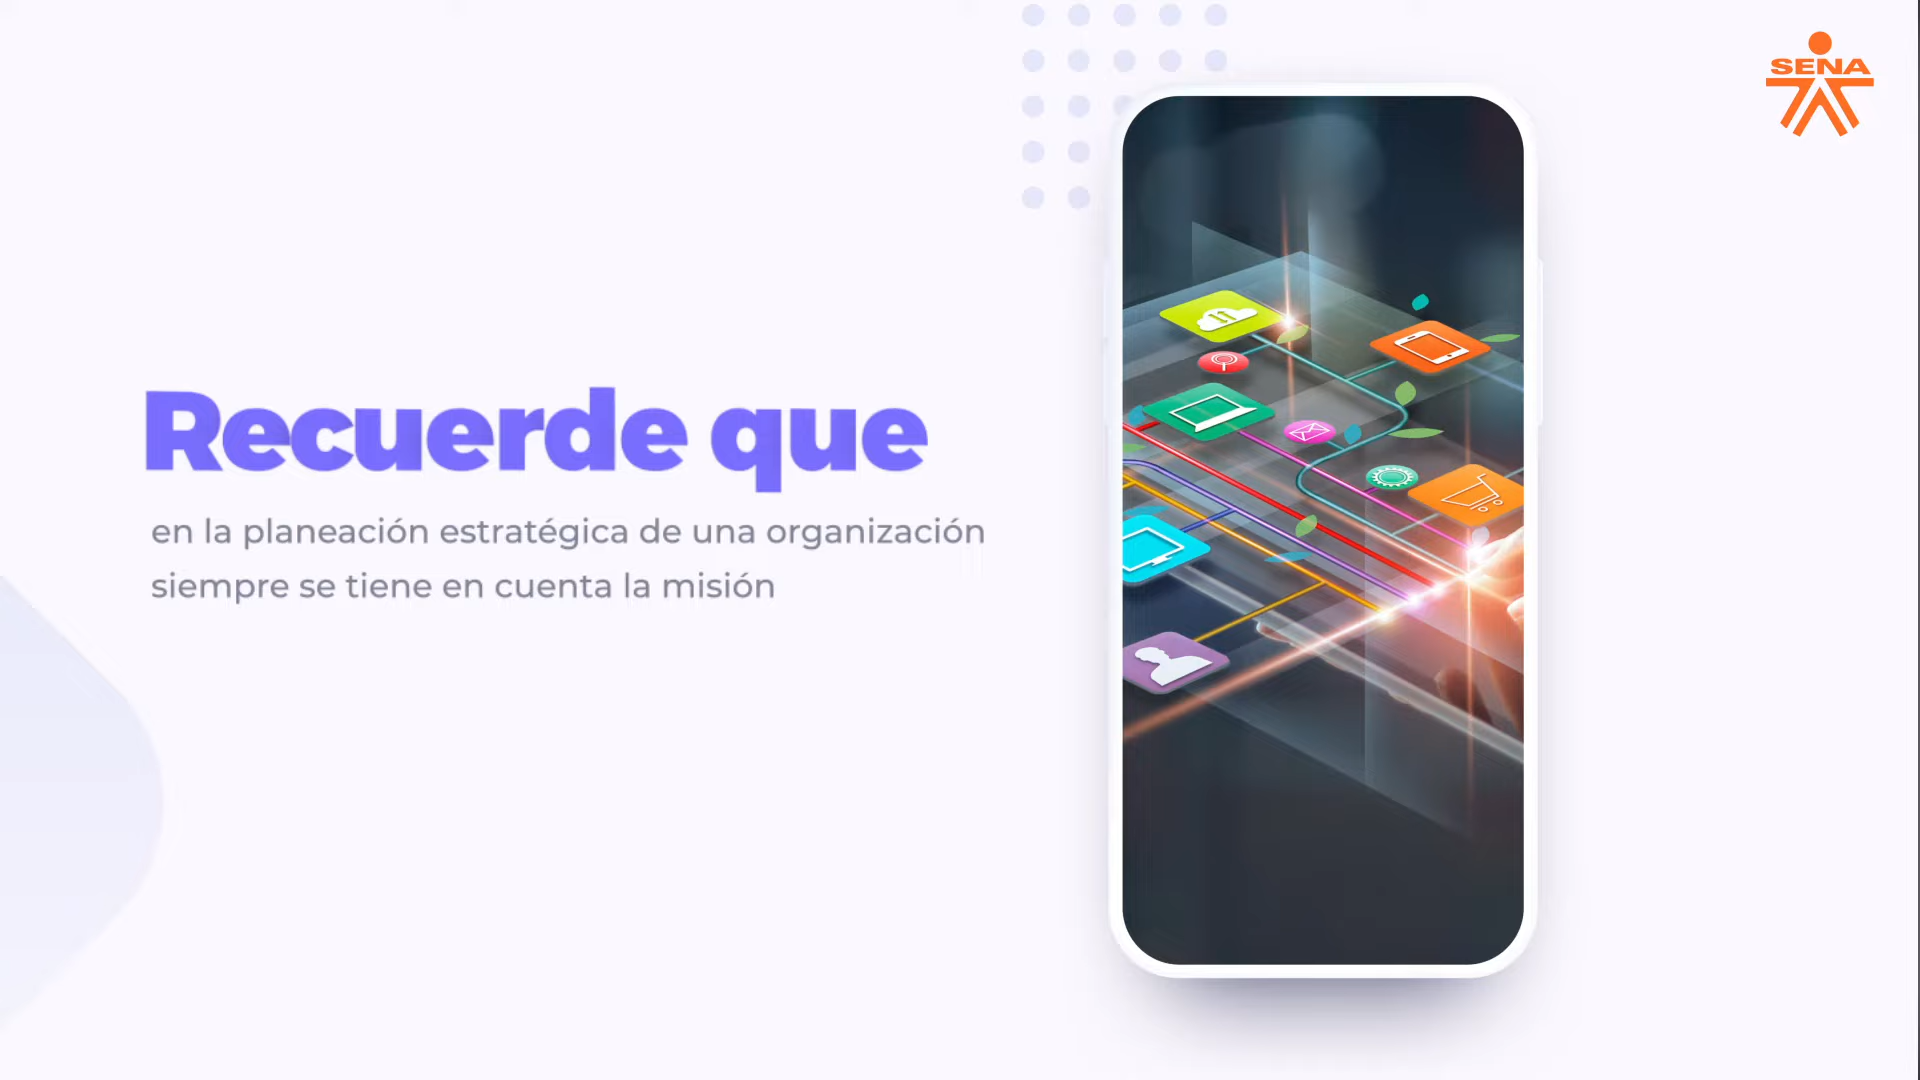 SENA
Recuerde que
en la planeación estratégica de una organización
siempre se tiene en cuenta la misión